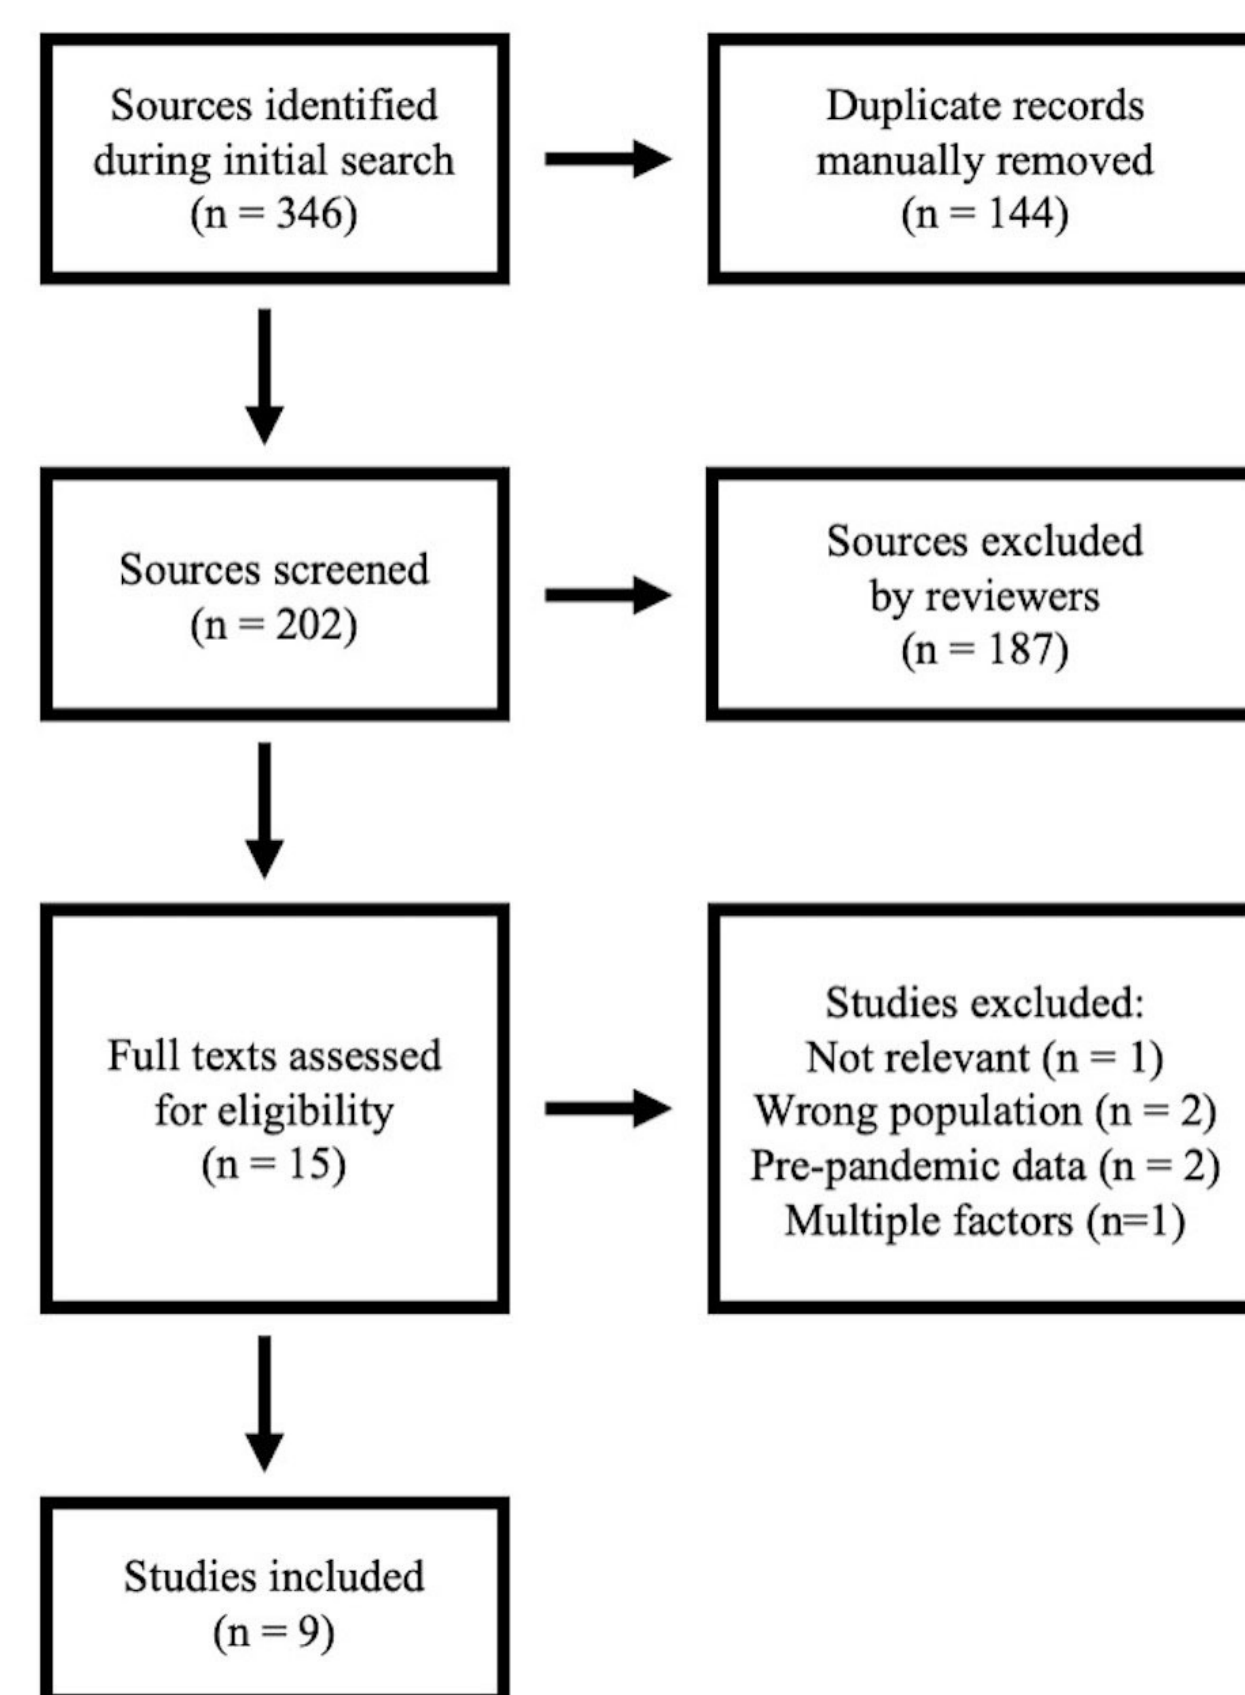 Sources identified
during initial search
(n = 346)
Duplicate records
manually removed
(n = 144)
Sources screened
(n = 202)
Sources excluded
by reviewers
(n = 187)
Full texts assessed
for eligibility
(n = 15)
Studies excluded:
Not relevant (n = 1)
Wrong population (n = 2)
Pre-pandemic data (n = 2)
Multiple factors (n=1)
Studies included
(n = 9)